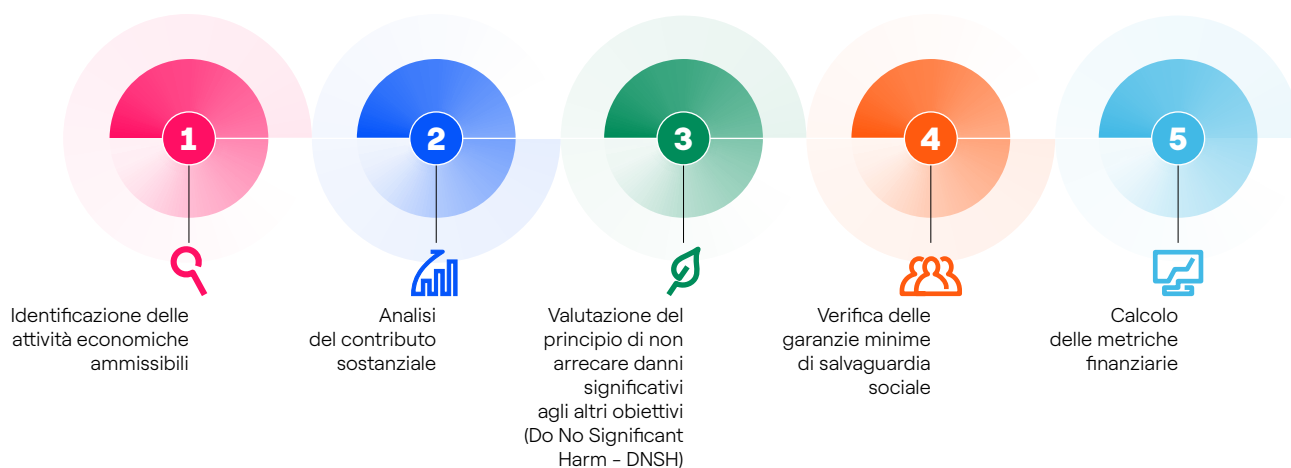 1
Identificazione delle
attività economiche
ammissibili
2
Analisi
del contributo
sostanziale
3
Valutazione del
principio di non
arrecare danni
significativi
agli altri obiettivi
(Do No Significant
Harm - DNSH)
4
Verifica delle
garanzie minime
di salvaguardia
sociale
5
Calcolo
delle metriche
finanziarie